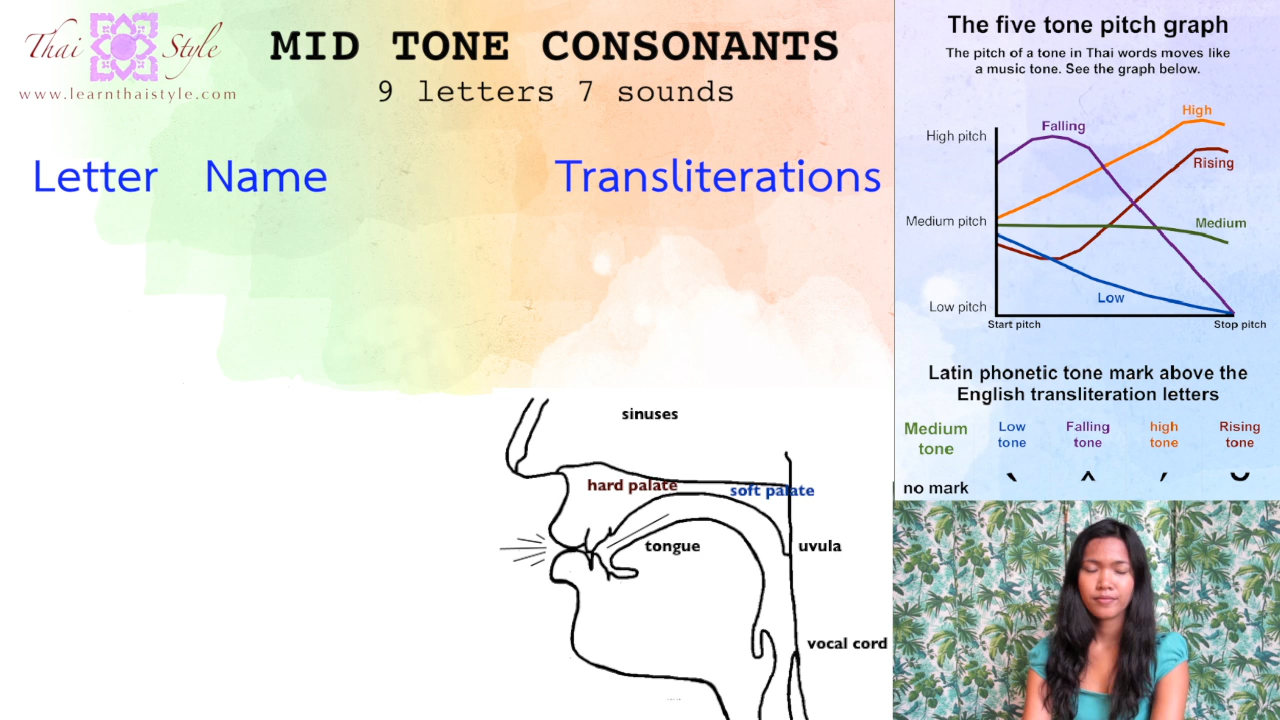 Thai Style
www.learnthaistyle.com
MID TONE CONSONANTS
9 letters 7 sounds
Letter Name Transliterations
sinuses
hard palate
soft palate
tongue
uvula
vocal cord
The five tone pitch graph
The pitch of a tone in Thai words moves like
a music tone. See the graph below.
High
Falling
High pitch
Rising
Medium pitch
Medium
Low
Low pitch
Start pitch
Stop pitch
Latin phonetic tone mark above the
English transliteration letters
Medium
tone
Low
tone
Falling
tone
high
tone
Rising
tone
no mark
` ^ ´ ˘